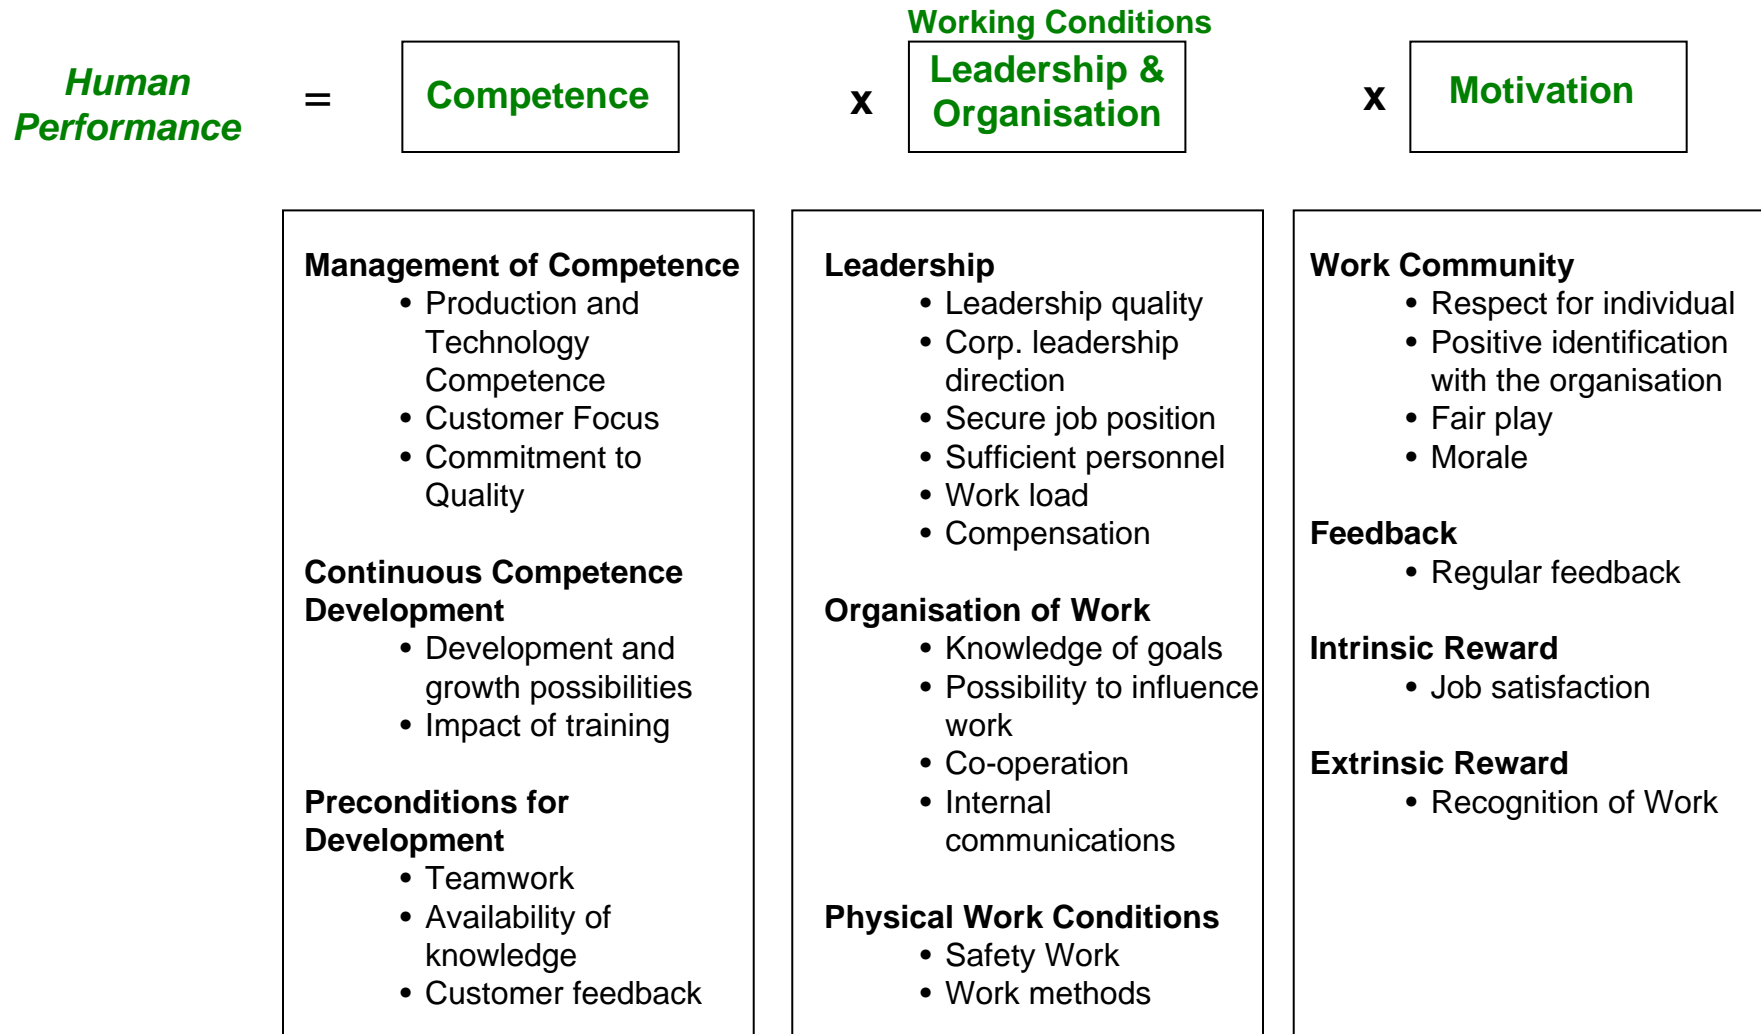 Working Conditions
Human
Performance
=
Competence
x
Leadership &
Organisation
x
Motivation
Management of Competence
• Production and
Technology
Competence
• Customer Focus
• Commitment to
Quality
Continuous Competence
Development
• Development and
growth possibilities
• Impact of training
Preconditions for
Development
• Teamwork
• Availability of
knowledge
• Customer feedback
Leadership
• Leadership quality
• Corp. leadership
direction
• Secure job position
• Sufficient personnel
• Work load
• Compensation
Organisation of Work
• Knowledge of goals
• Possibility to influence
work
• Co-operation
• Internal
communications
Physical Work Conditions
• Safety Work
• Work methods
Work Community
• Respect for individual
• Positive identification
with the organisation
• Fair play
• Morale
Feedback
• Regular feedback
Intrinsic Reward
• Job satisfaction
Extrinsic Reward
• Recognition of Work